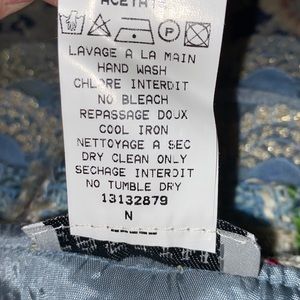 LAVAGE A LA MAIN
HAND WASH
CHLORE INTERDIT
NO BLEACH
REPASSAGE DOUX
COOL IRON
NETTOYAGE A SEC
DRY CLEAN ONLY
SECHAGE INTERDIT
NO TUMBLE DRY
13132879
N